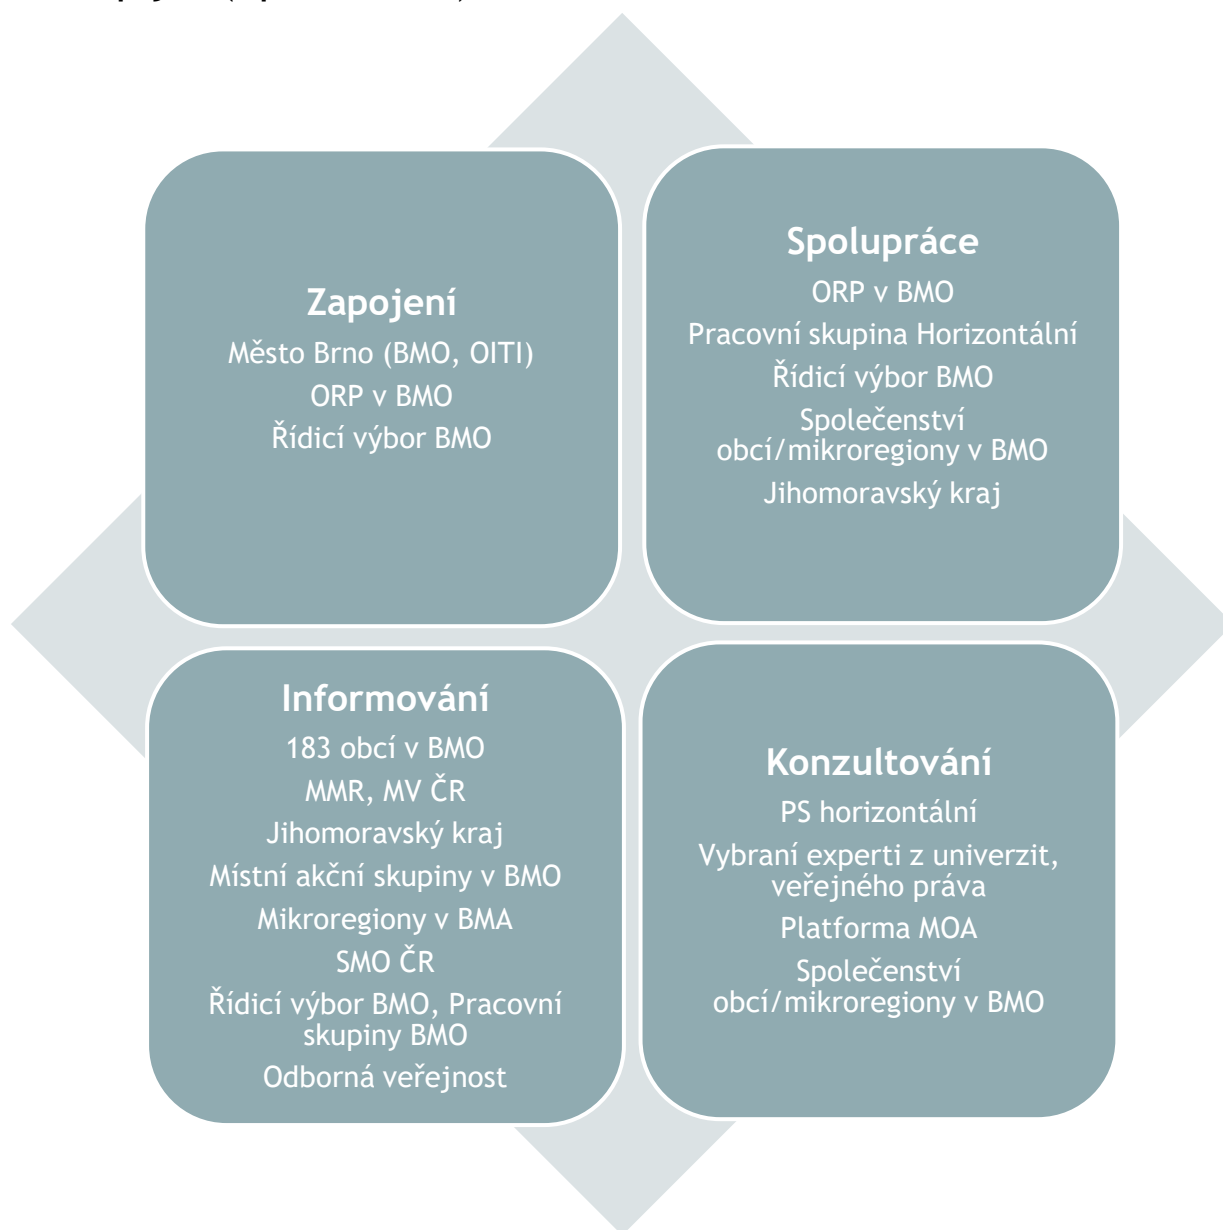 Zapojení
Město Brno (BMO, OITI)
ORP v BMO
Řídicí výbor BMO
Spolupráce
ORP v BMO
Pracovní skupina Horizontální
Řídicí výbor BMO
Společenství
obcí/mikroregiony v BMO
Jihomoravský kraj
Informování
183 obcí v BMO
MMR, MV ČR
Jihomoravský kraj
Místní akční skupiny v BMO
Mikroregiony v BMA
SMO ČR
Řídicí výbor BMO, Pracovní
skupiny BMO
Odborná veřejnost
Konzultování
PS horizontální
Vybraní experti z univerzit,
veřejného práva
Platforma MOA
Společenství
obcí/mikroregiony v BMO